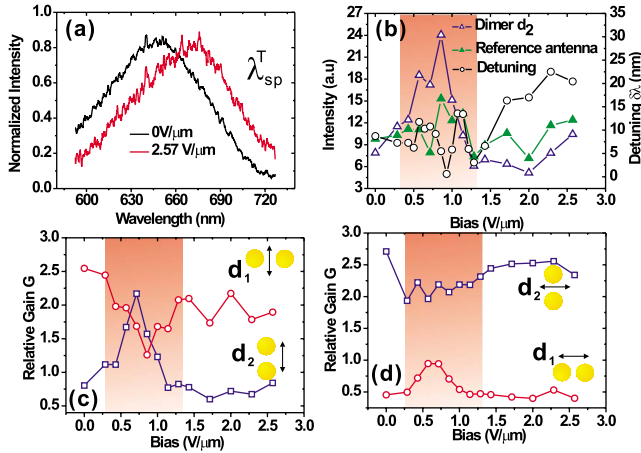 (a)
λ^T_sp
0V/μm
2.57 V/μm
Normalized Intensity
1.0
0.8
0.6
0.4
0.2
0.0
600 630 660 690 720
Wavelength (nm)
(b)
Dimer d2
Reference antenna
Detuning
Intensity (a.u)
27
24
21
18
15
12
9
6
3
0.0 0.5 1.0 1.5 2.0 2.5
Bias (V/μm)
Detuning δλ (nm)
35
30
25
20
15
10
5
0
Relative Gain G
3.0
2.5
2.0
1.5
1.0
0.5
d1
d2
(c)
0.0 0.5 1.0 1.5 2.0 2.5
Bias (V/μm)
Relative Gain G
3.0
2.5
2.0
1.5
1.0
0.5
d2
d1
(d)
0.0 0.5 1.0 1.5 2.0 2.5 3.0
Bias (V/μm)